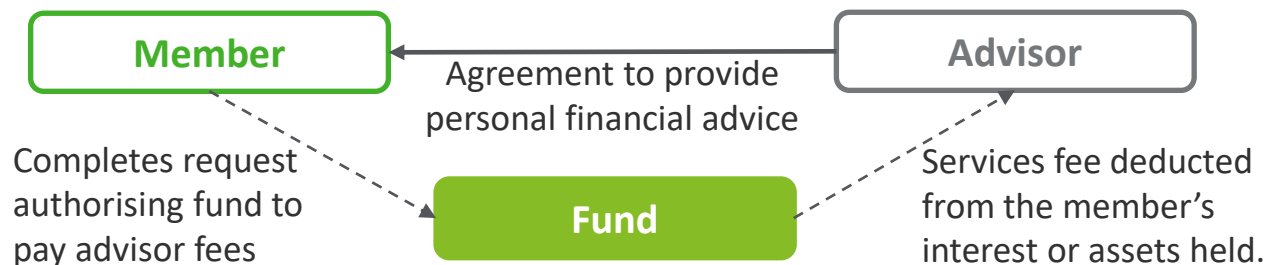 Member
Advisor
Agreement to provide
personal financial advice
Completes request
authorising fund to
pay advisor fees
Fund
Services fee deducted
from the member’s
interest or assets held.